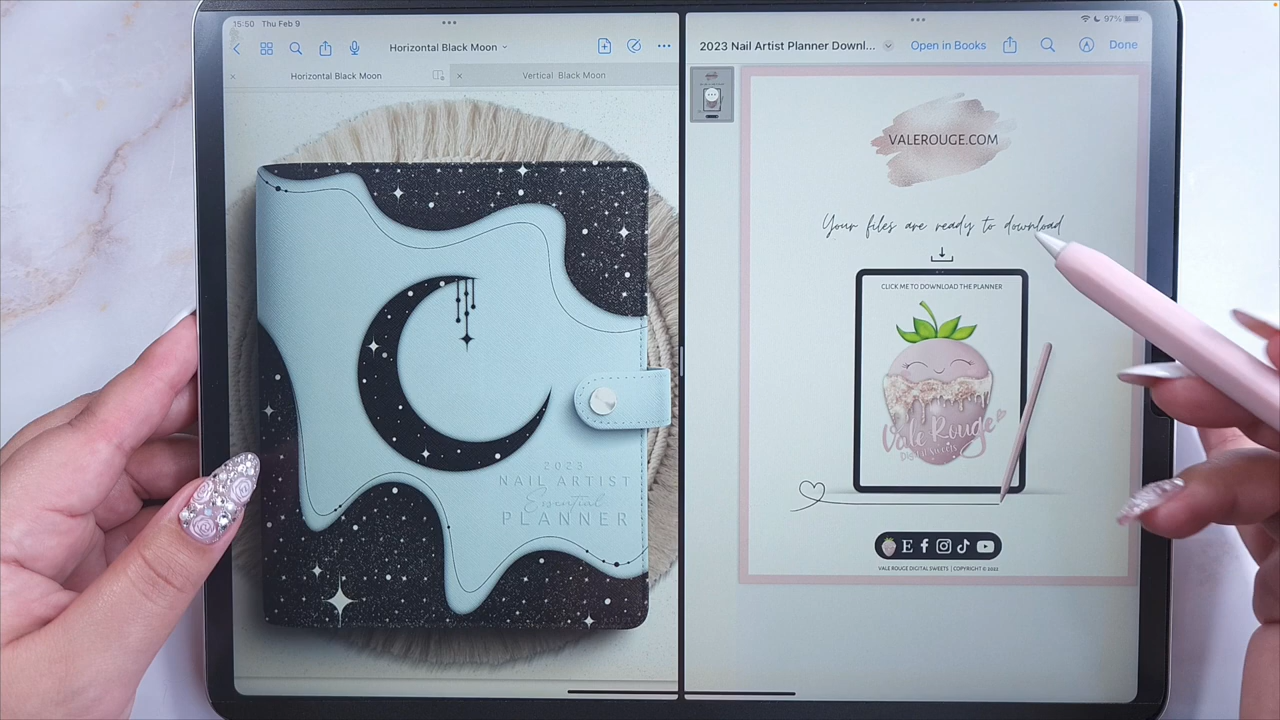 15:50 Thu Feb 9
97%
Horizontal Black Moon
Horizontal Black Moon
Vertical Black Moon
2023
NAIL ARTIST
Essential
PLANNER
2023 Nail Artist Planner Downl...
Open in Books
Done
VALEROUGE.COM
Your files are ready to download
CLICK ME TO DOWNLOAD THE PLANNER
Vale Rouge
Digital Sweets
VALE ROUGE DIGITAL SWEETS | COPYRIGHT © 2022